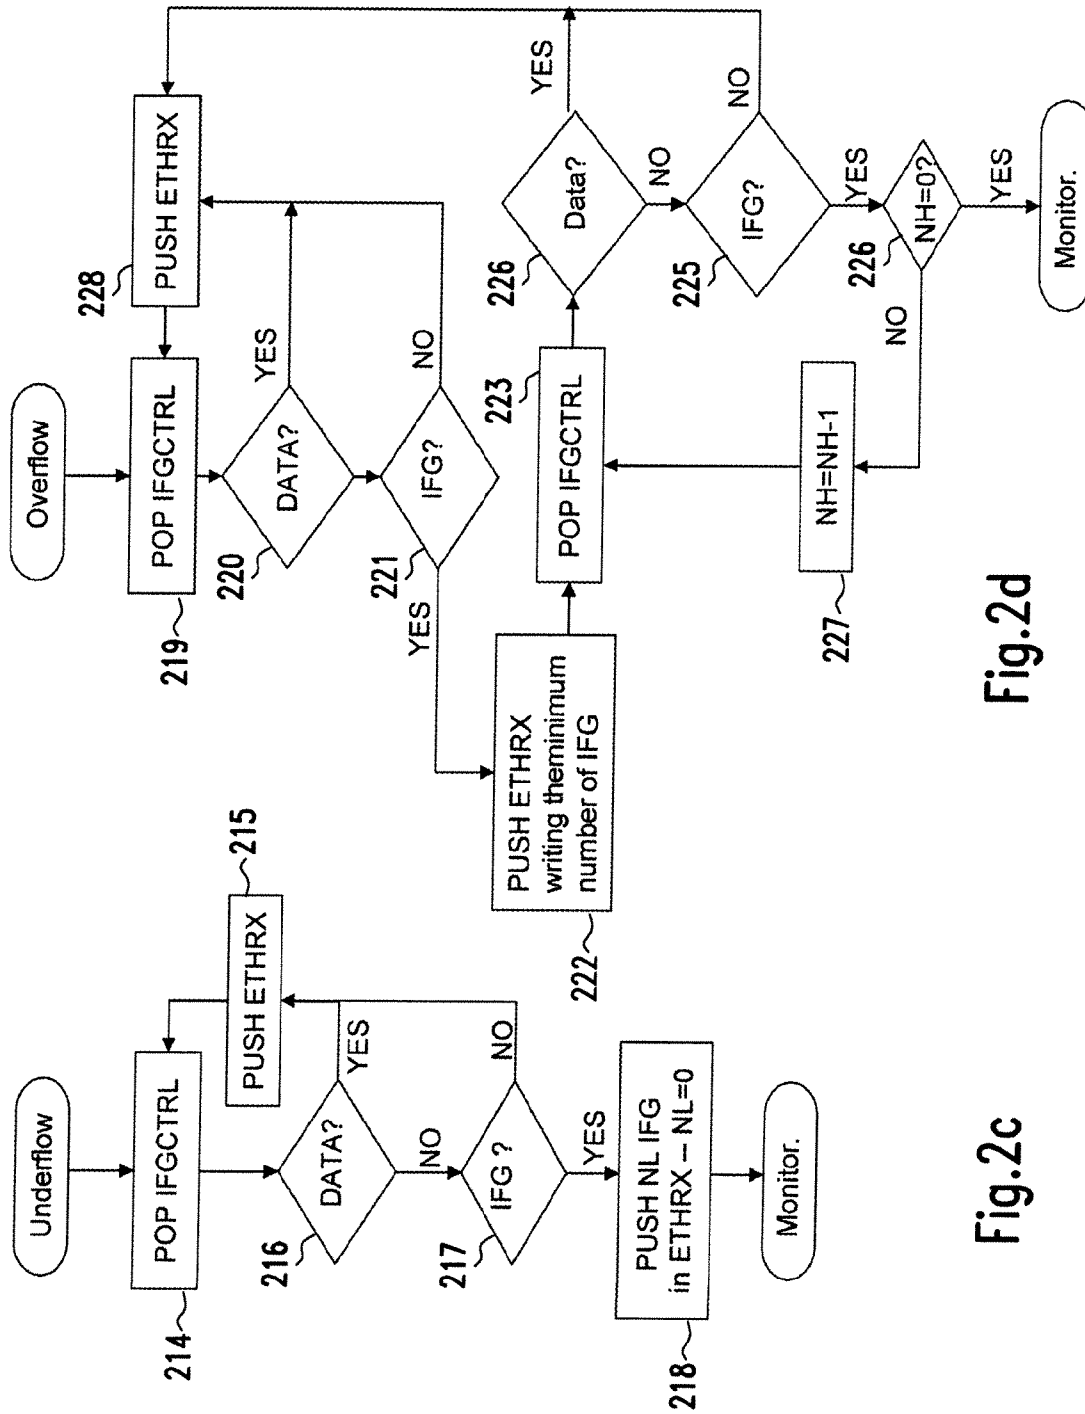 Underflow
POP IFGCTRL
214
PUSH ETHRX
215
DATA?
216
YES
NO
IFG ?
217
NO
YES
PUSH NL IFG
in ETHRX – NL=0
218
Monitor.
Fig.2c
Overflow
PUSH ETHRX
228
POP IFGCTRL
219
DATA?
220
YES
IFG?
221
NO
YES
PUSH ETHRX
writing theminimum
number of IFG
222
POP IFGCTRL
223
Data?
226
YES
NO
IFG?
225
NO
YES
NH=0?
226
NO
YES
NH=NH-1
227
Monitor.
Fig.2d